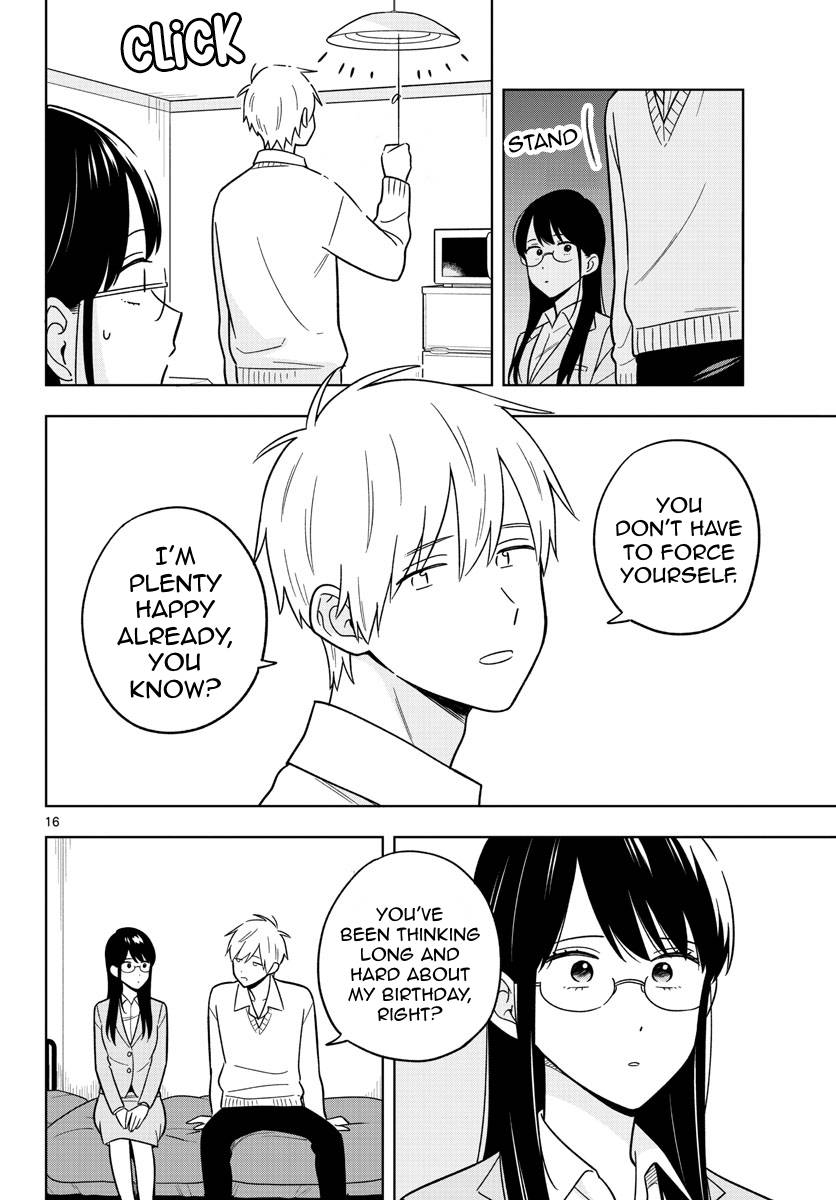 STAND
CLICK
YOU
DON'T HAVE
TO FORCE
YOURSELF.
I'M
PLENTY
HAPPY
ALREADY,
YOU
KNOW?
16
YOU'VE
BEEN THINKING
LONG AND
HARD ABOUT
MY BIRTHDAY,
RIGHT?